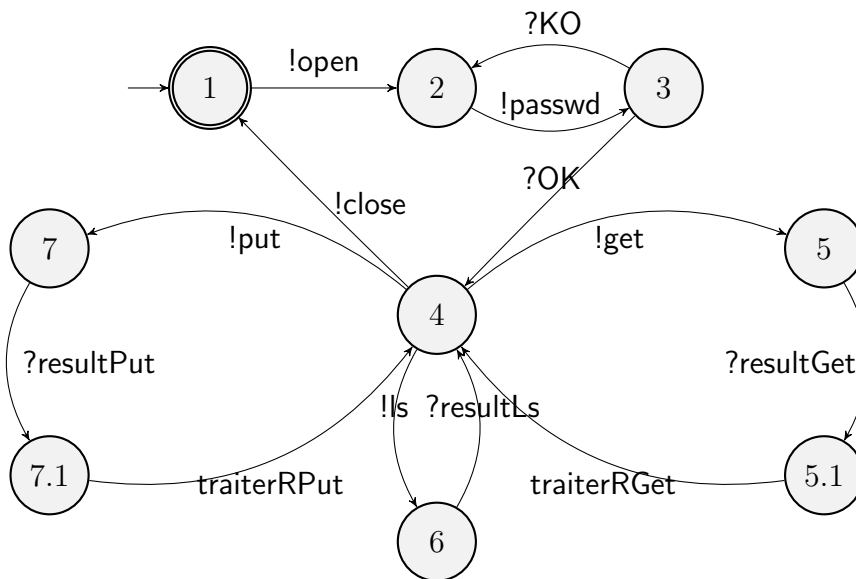 ?KO
1
!open
2
3
!passwd
?OK
!close
7
!put
!get
5
4
?resultPut
?resultGet
!ls
?resultLs
7.1
traiterRPut
traiterRGet
5.1
6